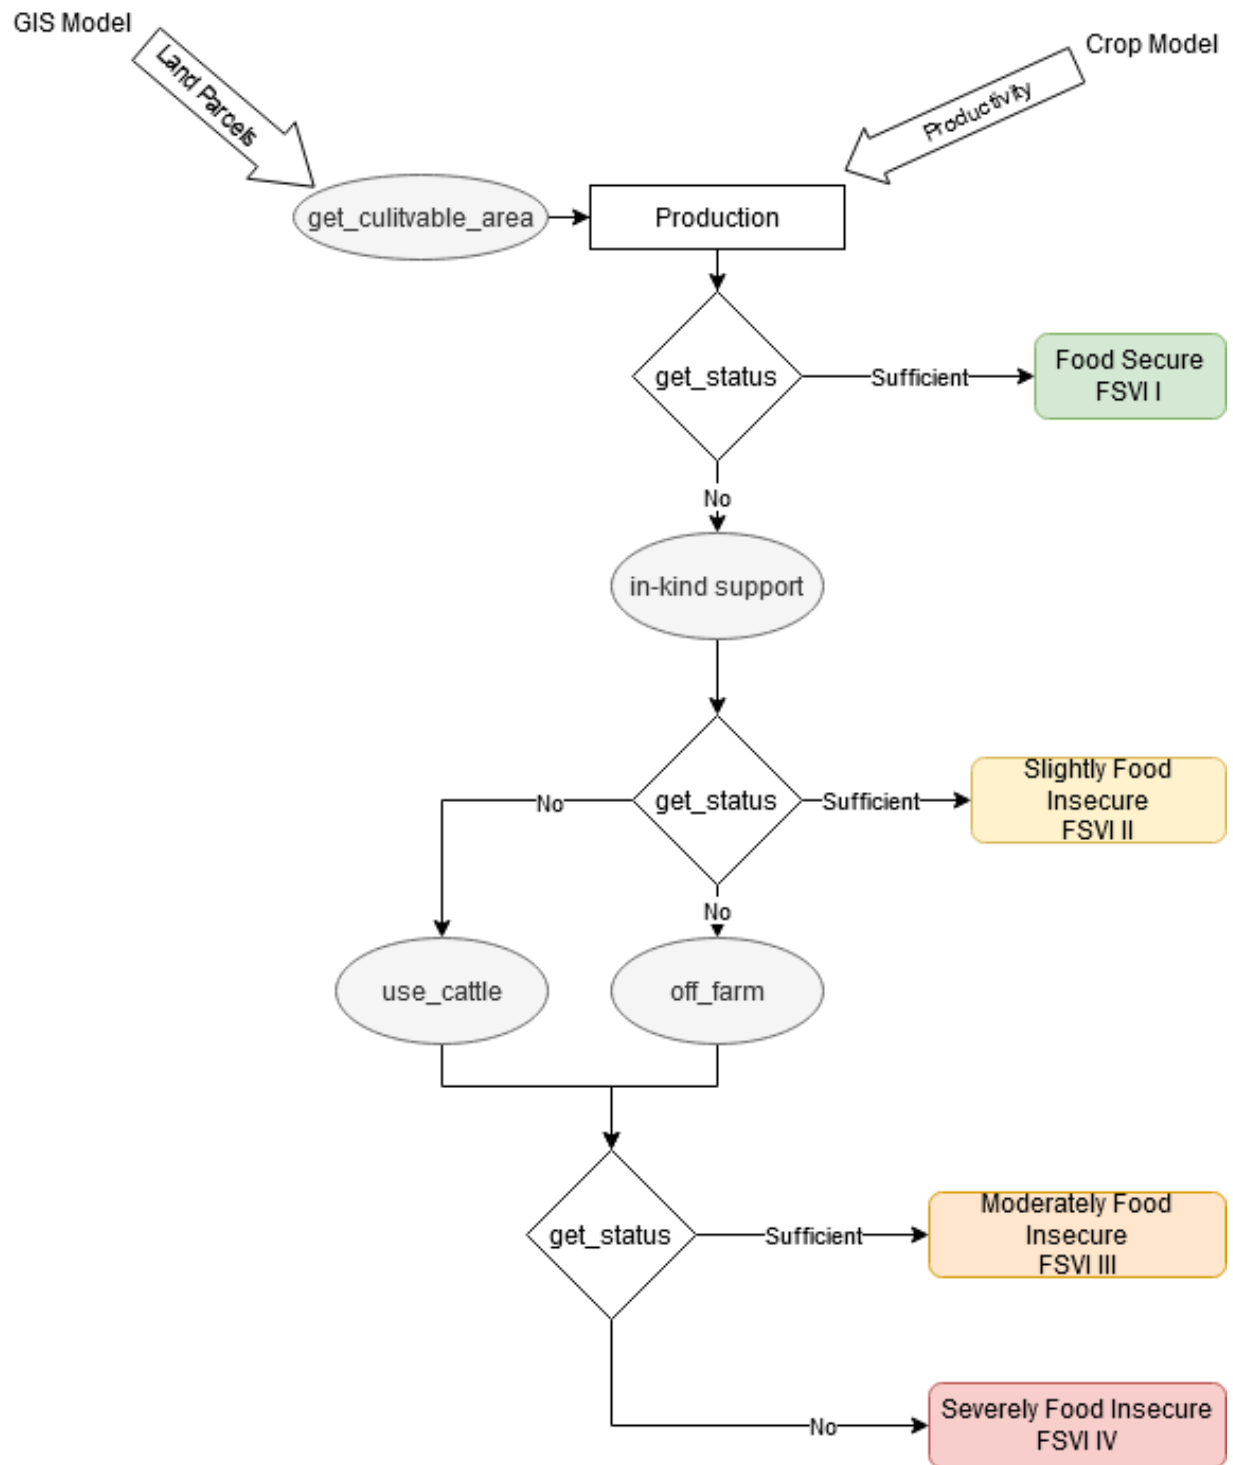 GIS Model
Crop Model
Land Parcels
Productivity
get_culitvable_area
Production
get_status
Sufficient
Food Secure
FSVI I
No
in-kind support
get_status
Sufficient
Slightly Food
Insecure
FSVI II
No
No
use_cattle
off_farm
get_status
Sufficient
Moderately Food
Insecure
FSVI III
No
Severely Food Insecure
FSVI IV